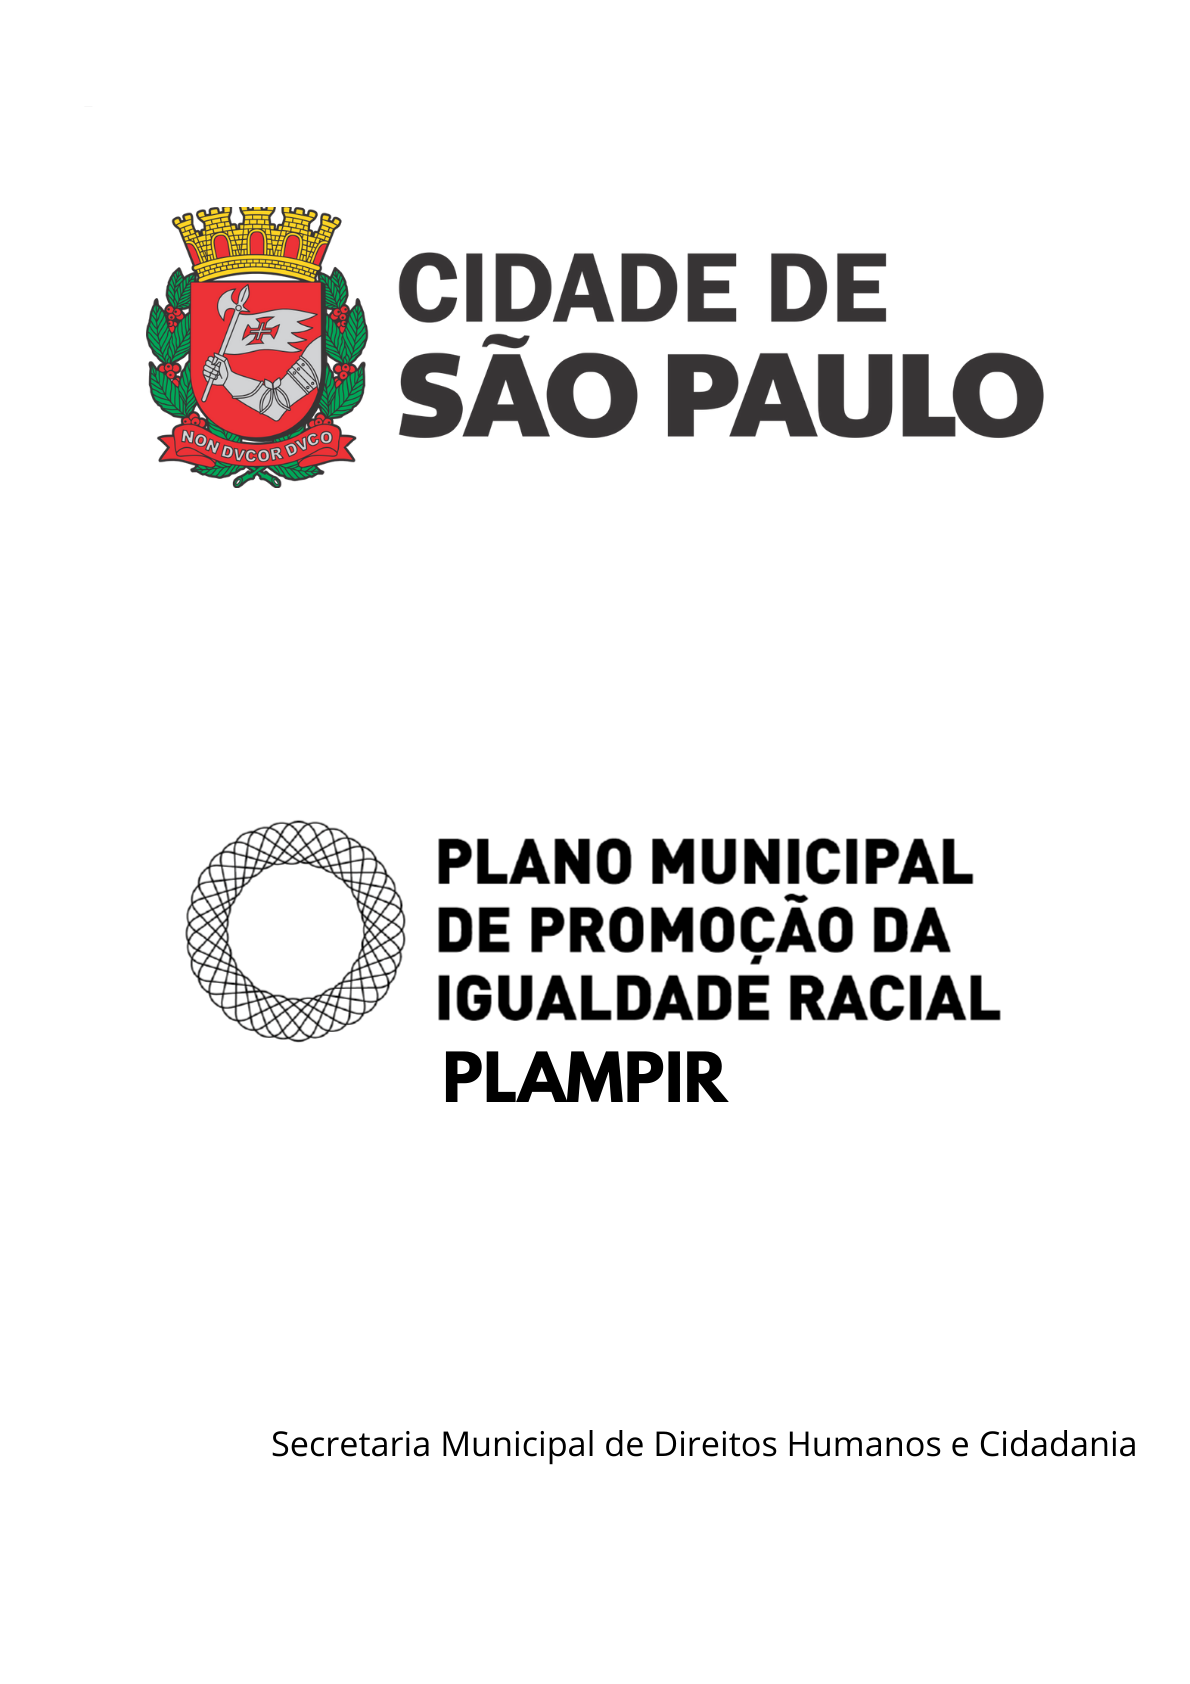 CIDADE DE
SÃO PAULO
NON DVCOR DVCO
PLANO MUNICIPAL
DE PROMOÇÃO DA
IGUALDADE RACIAL
PLAMPIR
Secretaria Municipal de Direitos Humanos e Cidadania